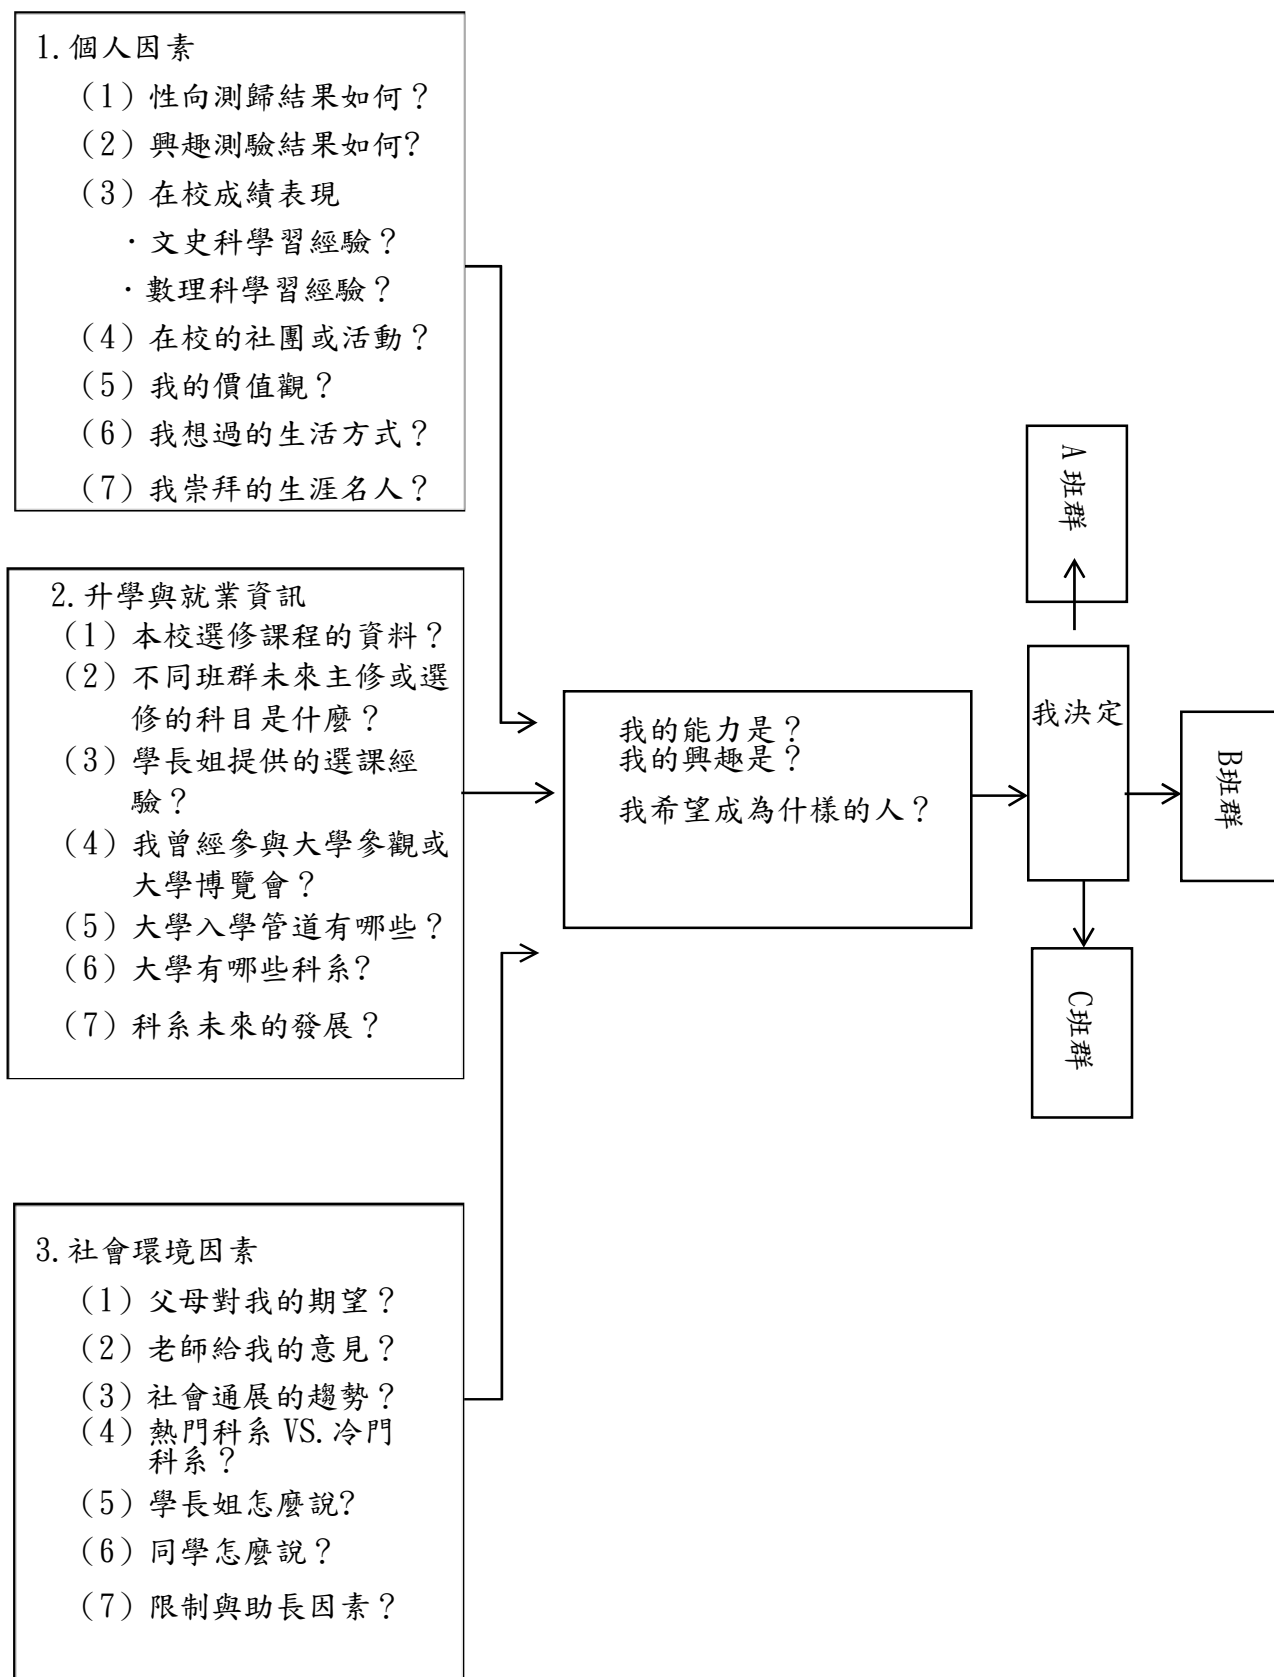 1.個人因素
(1)性向測歸結果如何？
(2)興趣測驗結果如何?
(3)在校成績表現
·文史科學習經驗？
·數理科學習經驗？
(4)在校的社團或活動？
(5)我的價值觀？
(6)我想過的生活方式？
(7)我崇拜的生涯名人？
2.升學與就業資訊
(1)本校選修課程的資料？
(2)不同班群未來主修或選
修的科目是什麼？
(3)學長姐提供的選課經
驗？
(4)我曾經參與大學參觀或
大學博覽會？
(5)大學入學管道有哪些？
(6)大學有哪些科系?
(7)科系未來的發展？
3.社會環境因素
(1)父母對我的期望？
(2)老師給我的意見？
(3)社會通展的趨勢？
(4)熱門科系 VS.冷門
科系？
(5)學長姐怎麼說?
(6)同學怎麼說？
(7)限制與助長因素？
我的能力是？
我的興趣是？
我希望成為什樣的人？
我決定
A班群
B班群
C班群